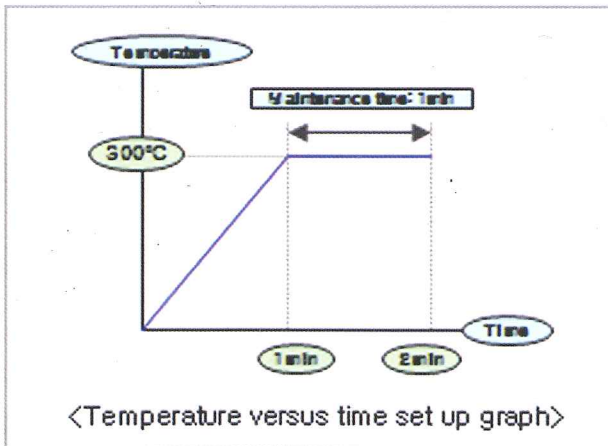 Temperature
Maintenance time: 1min
300°C
Time
1min
2min
<Temperature versus time set up graph>